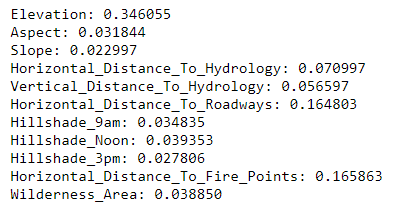 Elevation: 0.346055
Aspect: 0.031844
Slope: 0.022997
Horizontal_Distance_To_Hydrology: 0.070997
Vertical_Distance_To_Hydrology: 0.056597
Horizontal_Distance_To_Roadways: 0.164803
Hillshade_9am: 0.034835
Hillshade_Noon: 0.039353
Hillshade_3pm: 0.027806
Horizontal_Distance_To_Fire_Points: 0.165863
Wilderness_Area: 0.038850